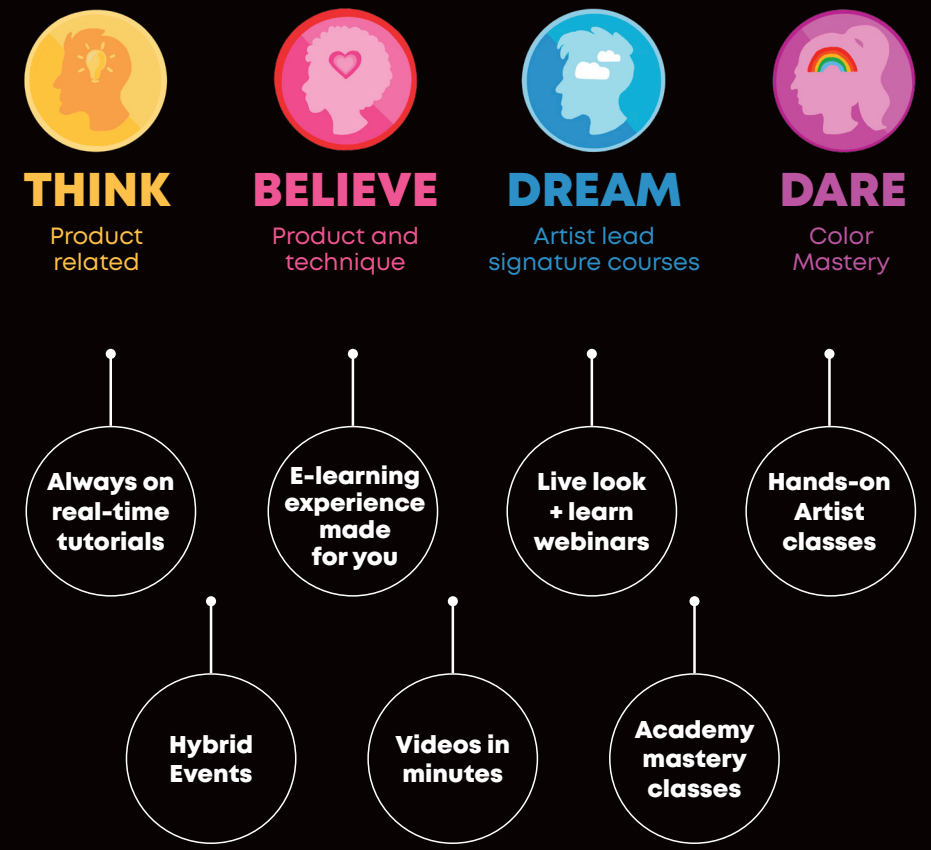 THINK
Product
related
BELIEVE
Product and
technique
DREAM
Artist lead
signature courses
DARE
Color
Mastery
Always on
real-time
tutorials
E-learning
experience
made
for you
Live look
+ learn
webinars
Hands-on
Artist
classes
Hybrid
Events
Videos in
minutes
Academy
mastery
classes